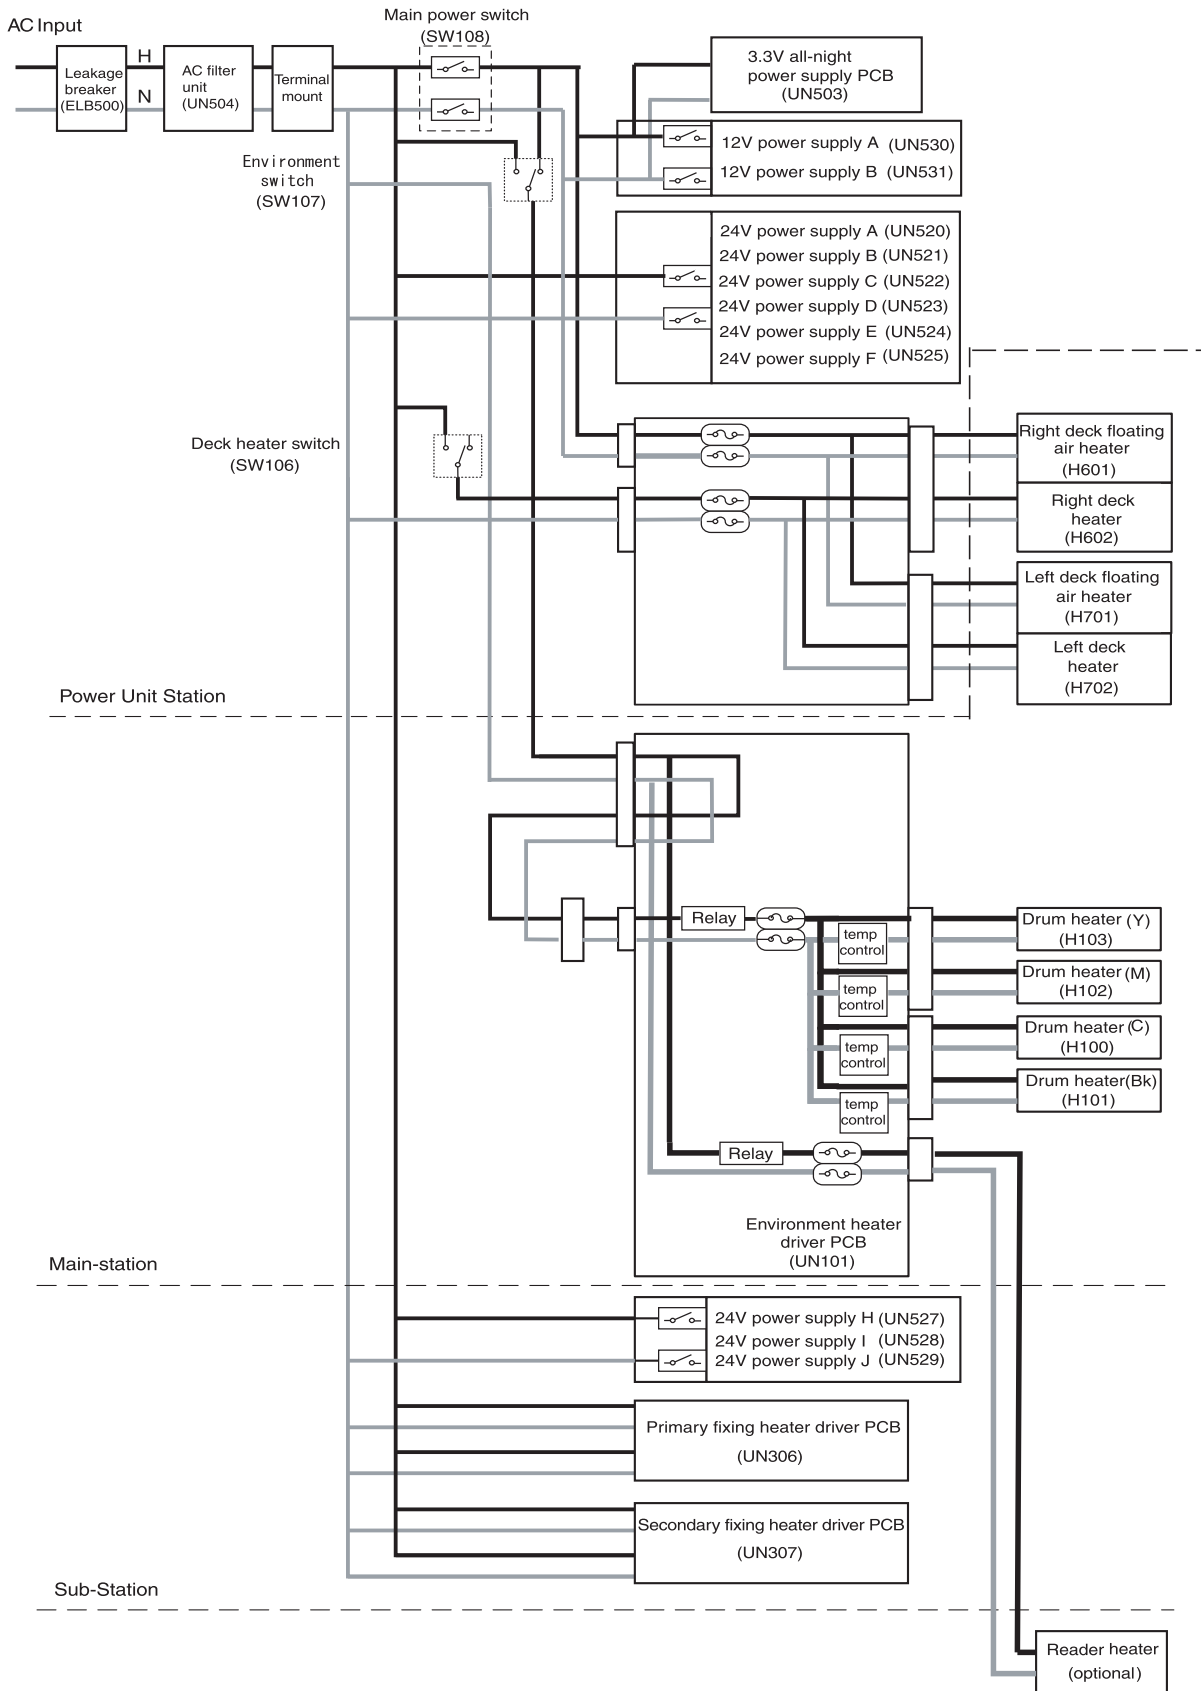 AC Input
Main power switch
(SW108)
H
N
Leakage
breaker
(ELB500)
AC filter
unit
(UN504)
Terminal
mount
3.3V all-night
power supply PCB
(UN503)
12V power supply A (UN530)
12V power supply B (UN531)
Environment
switch
(SW107)
24V power supply A (UN520)
24V power supply B (UN521)
24V power supply C (UN522)
24V power supply D (UN523)
24V power supply E (UN524)
24V power supply F (UN525)
Deck heater switch
(SW106)
Right deck floating
air heater
(H601)
Right deck
heater
(H602)
Left deck floating
air heater
(H701)
Left deck
heater
(H702)
Power Unit Station
Relay
temp
control
temp
control
temp
control
temp
control
Drum heater (Y)
(H103)
Drum heater (M)
(H102)
Drum heater (C)
(H100)
Drum heater(Bk)
(H101)
Relay
Environment heater
driver PCB
(UN101)
Main-station
24V power supply H (UN527)
24V power supply I (UN528)
24V power supply J (UN529)
Primary fixing heater driver PCB
(UN306)
Secondary fixing heater driver PCB
(UN307)
Sub-Station
Reader heater
(optional)